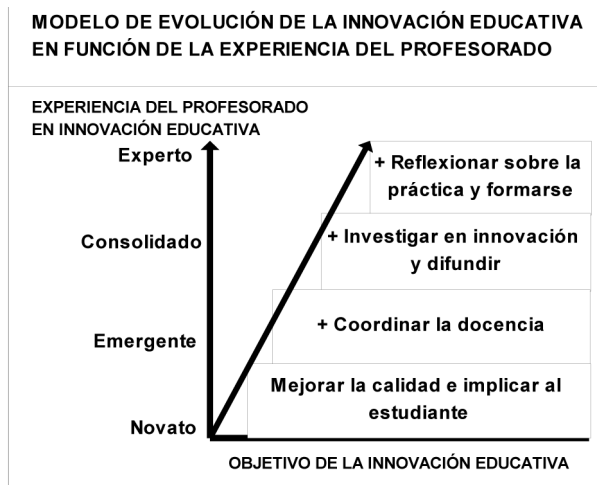 MODELO DE EVOLUCIÓN DE LA INNOVACIÓN EDUCATIVA
EN FUNCIÓN DE LA EXPERIENCIA DEL PROFESORADO
EXPERIENCIA DEL PROFESORADO
EN INNOVACIÓN EDUCATIVA
Experto
+ Reflexionar sobre la
práctica y formarse
Consolidado
+ Investigar en innovación
y difundir
Emergente
+ Coordinar la docencia
Novato
Mejorar la calidad e implicar al
estudiante
OBJETIVO DE LA INNOVACIÓN EDUCATIVA